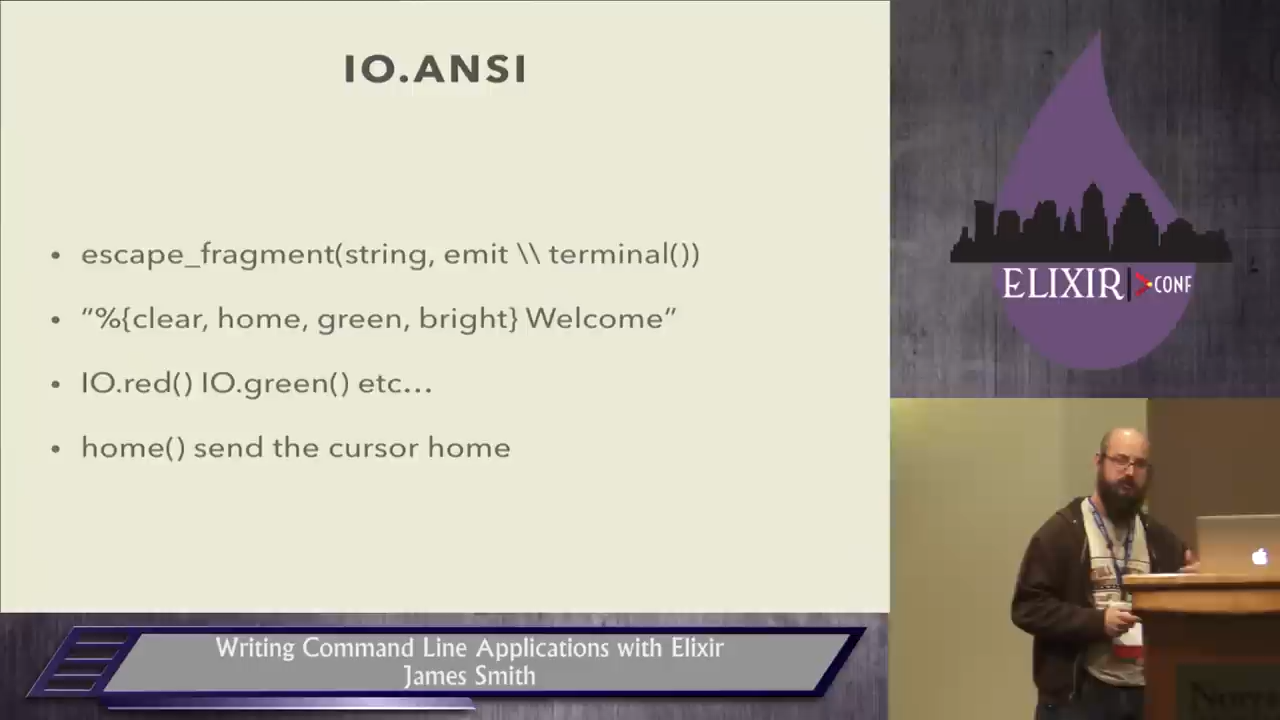 IO.ANSI
• escape_fragment(string, emit \\ terminal())
• ”%{clear, home, green, bright} Welcome”
• IO.red() IO.green() etc…
• home() send the cursor home
ELIXIR
CONF
Writing Command Line Applications with Elixir
James Smith